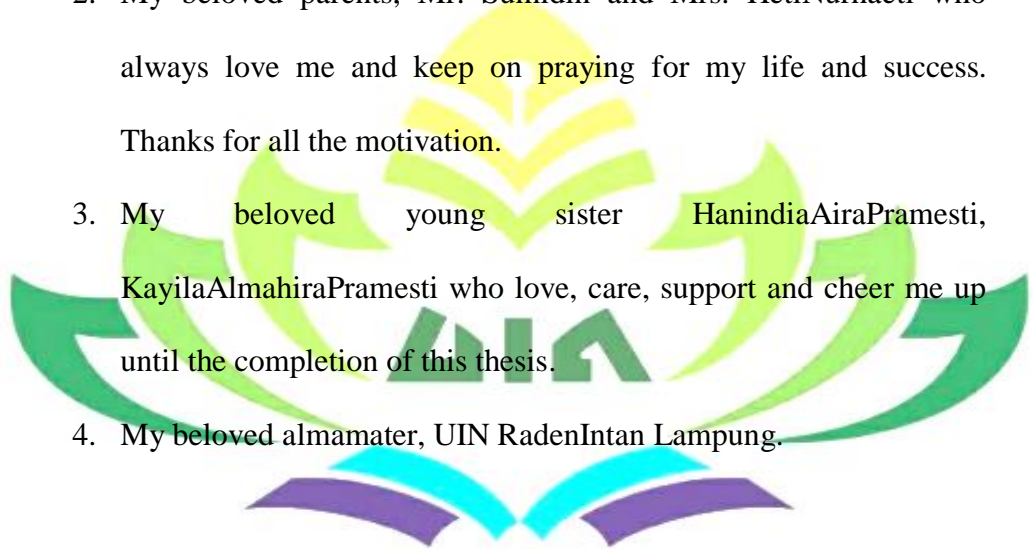 2. My beloved parents, Mr. and Mrs. who
always love me and keep on praying for my life and success.
Thanks for all the motivation.
3. My beloved young sister HanindiaAiraPramesti,
KayilaAlmahiraPramesti who love, care, support and cheer me up
until the completion of this thesis.
4. My beloved almamater, UIN RadenIntan Lampung.